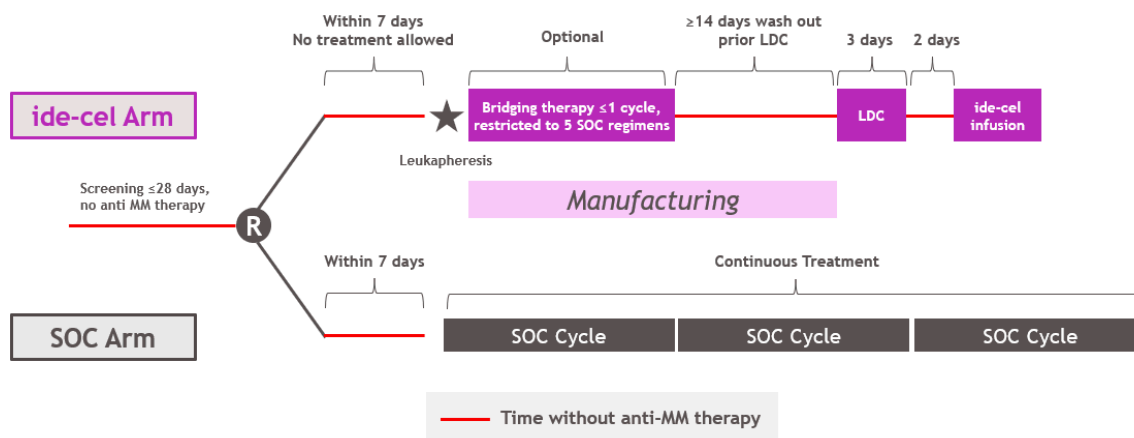 Within 7 days
No treatment allowed
Optional
≥14 days wash out
prior LDC
3 days
2 days
ide-cel Arm
Bridging therapy ≤1 cycle,
restricted to 5 SOC regimens
LDC
ide-cel
infusion
Leukapheresis
Screening ≤28 days,
no anti MM therapy
R
Manufacturing
Within 7 days
Continuous Treatment
SOC Arm
SOC Cycle
SOC Cycle
SOC Cycle
Time without anti-MM therapy